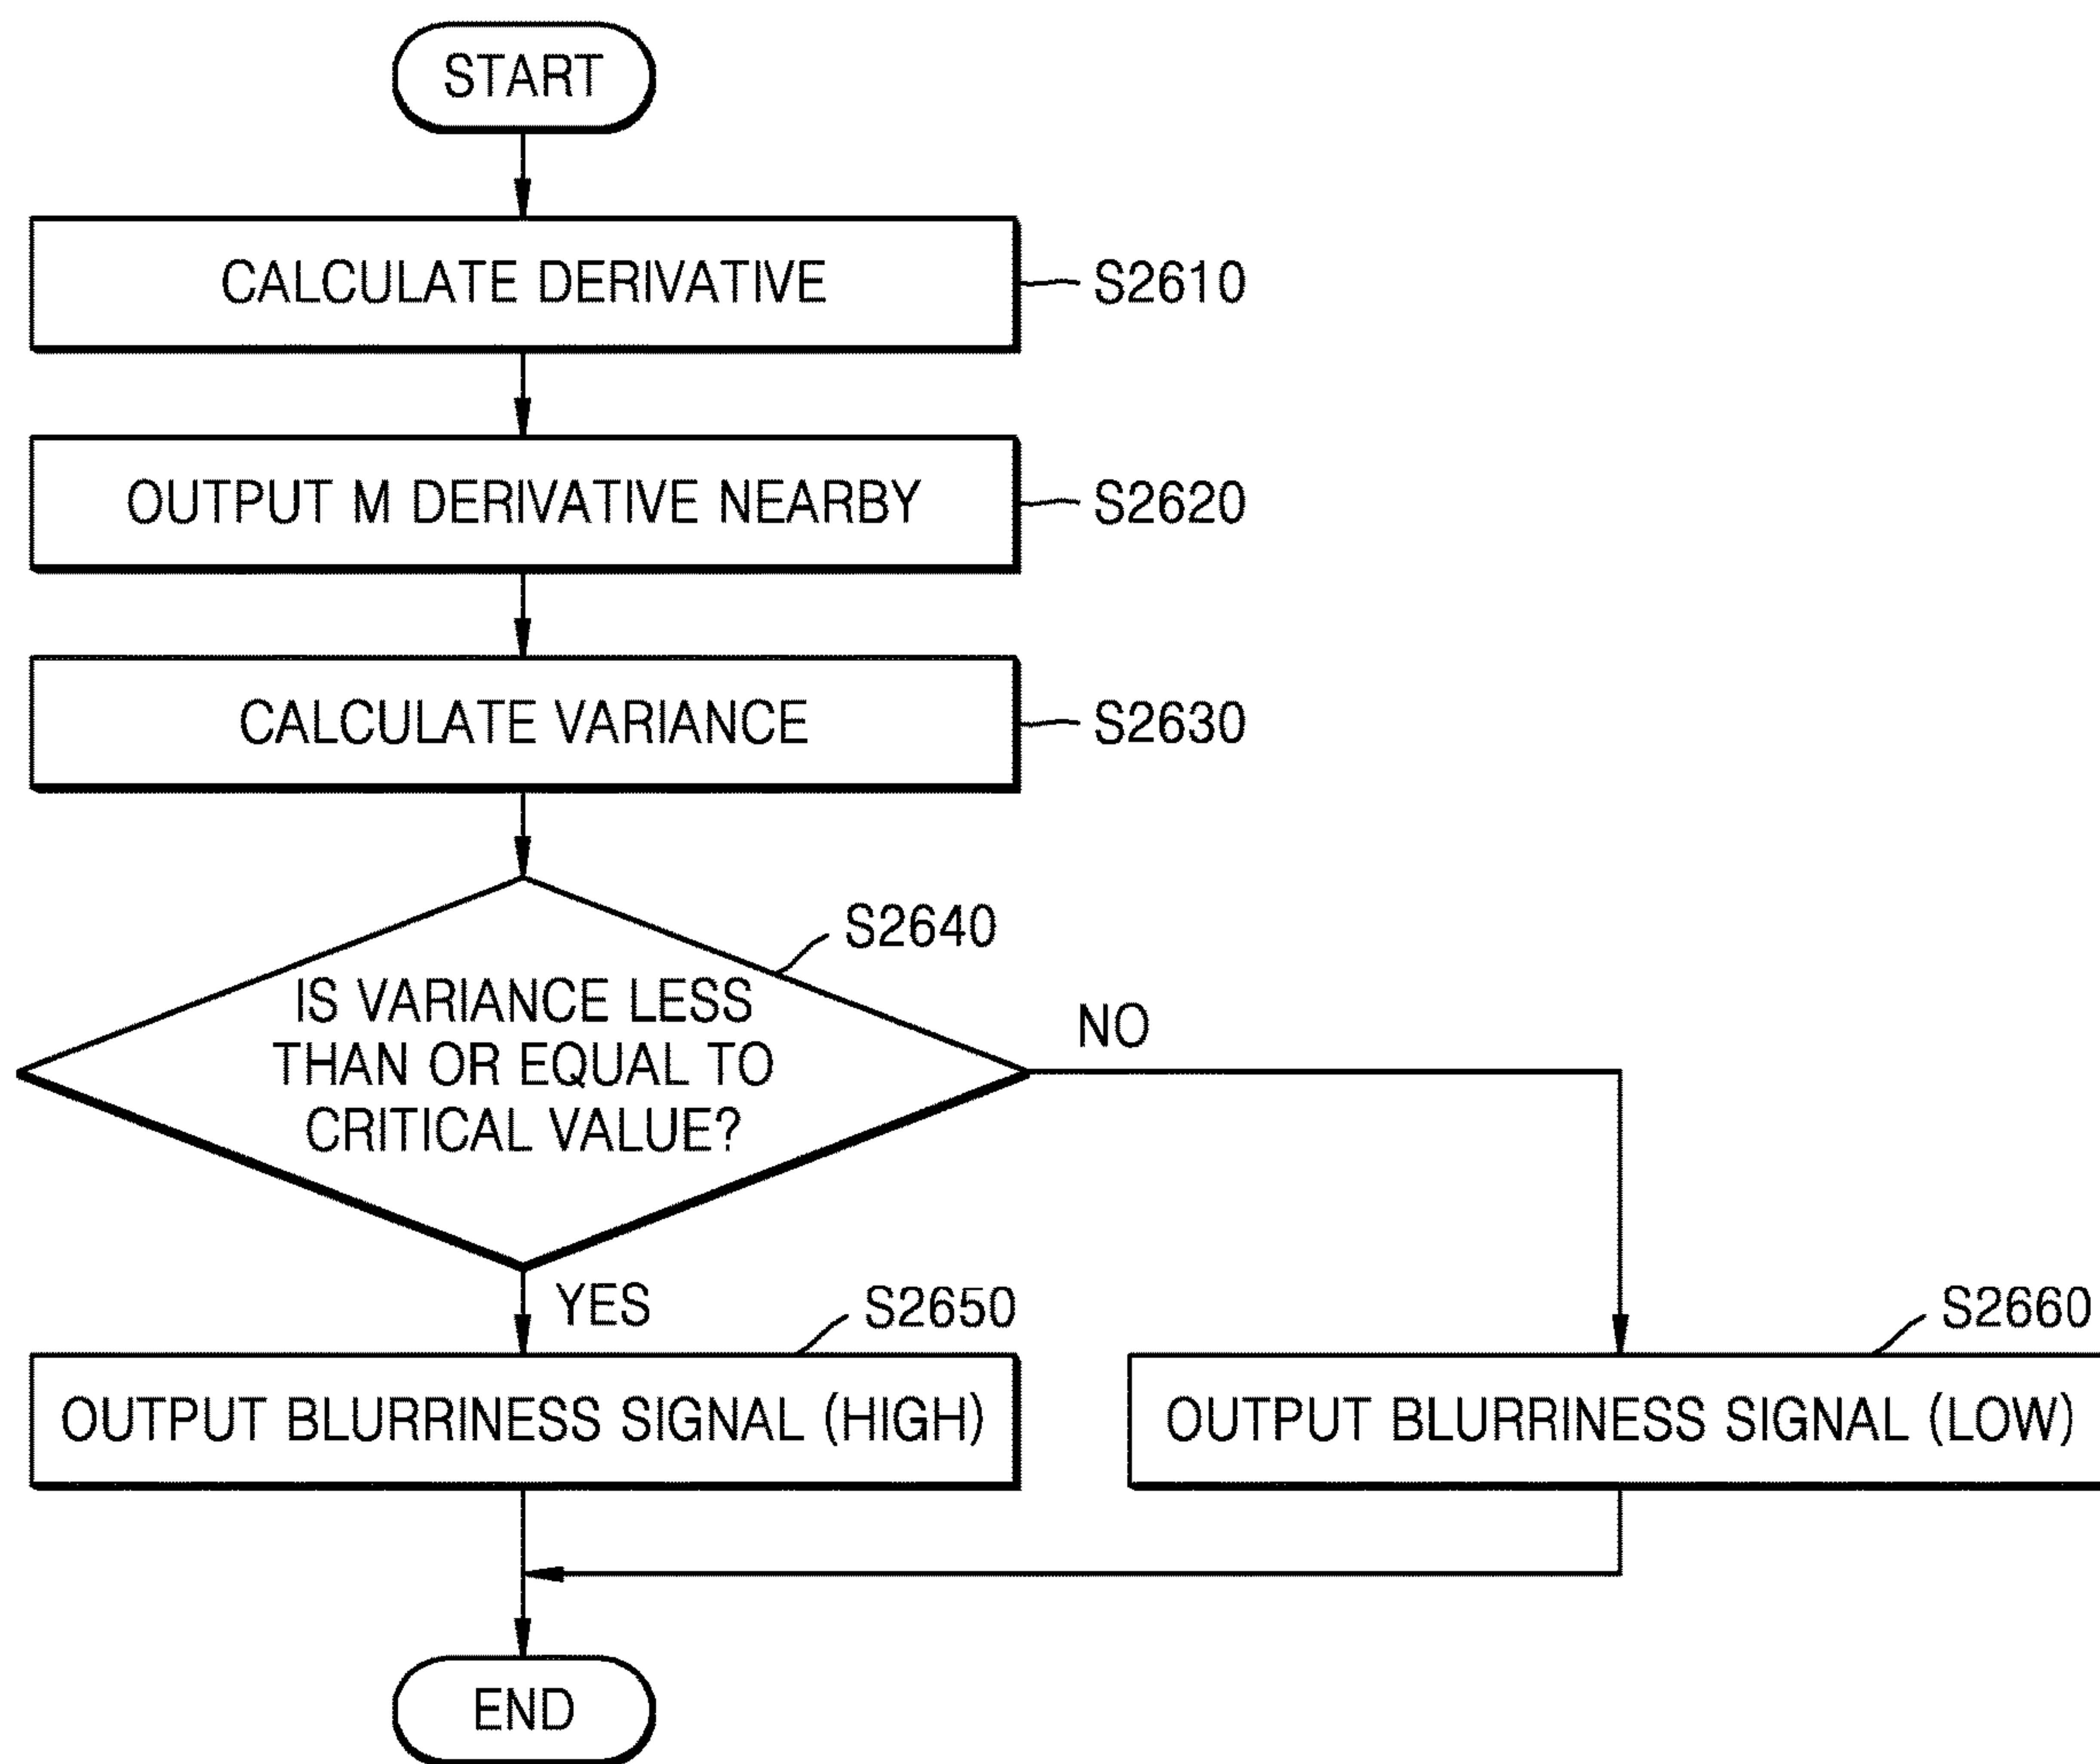 START
CALCULATE DERIVATIVE
S2610
OUTPUT M DERIVATIVE NEARBY
S2620
CALCULATE VARIANCE
S2630
S2640
IS VARIANCE LESS
THAN OR EQUAL TO
CRITICAL VALUE?
NO
YES
S2650
S2660
OUTPUT BLURRINESS SIGNAL (HIGH)
OUTPUT BLURRINESS SIGNAL (LOW)
END